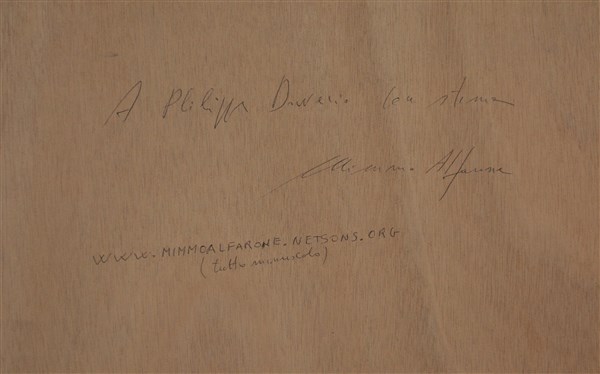 A Philippe Daverio con stima
Mimmo Alfarone
WWW.MIMMOALFARONE.NETSONS.ORG
(tutto minuscolo)